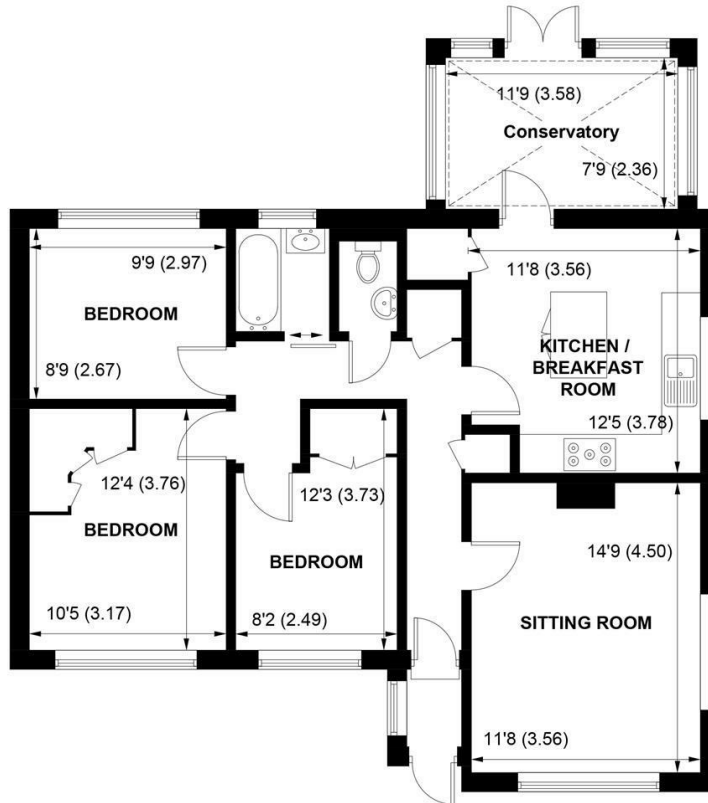 11'9 (3.58)
Conservatory
7'9 (2.36)
9'9 (2.97)
BEDROOM
8'9 (2.67)
11'8 (3.56)
KITCHEN /
BREAKFAST
ROOM
12'5 (3.78)
12'4 (3.76)
BEDROOM
10'5 (3.17)
12'3 (3.73)
BEDROOM
8'2 (2.49)
14'9 (4.50)
SITTING ROOM
11'8 (3.56)